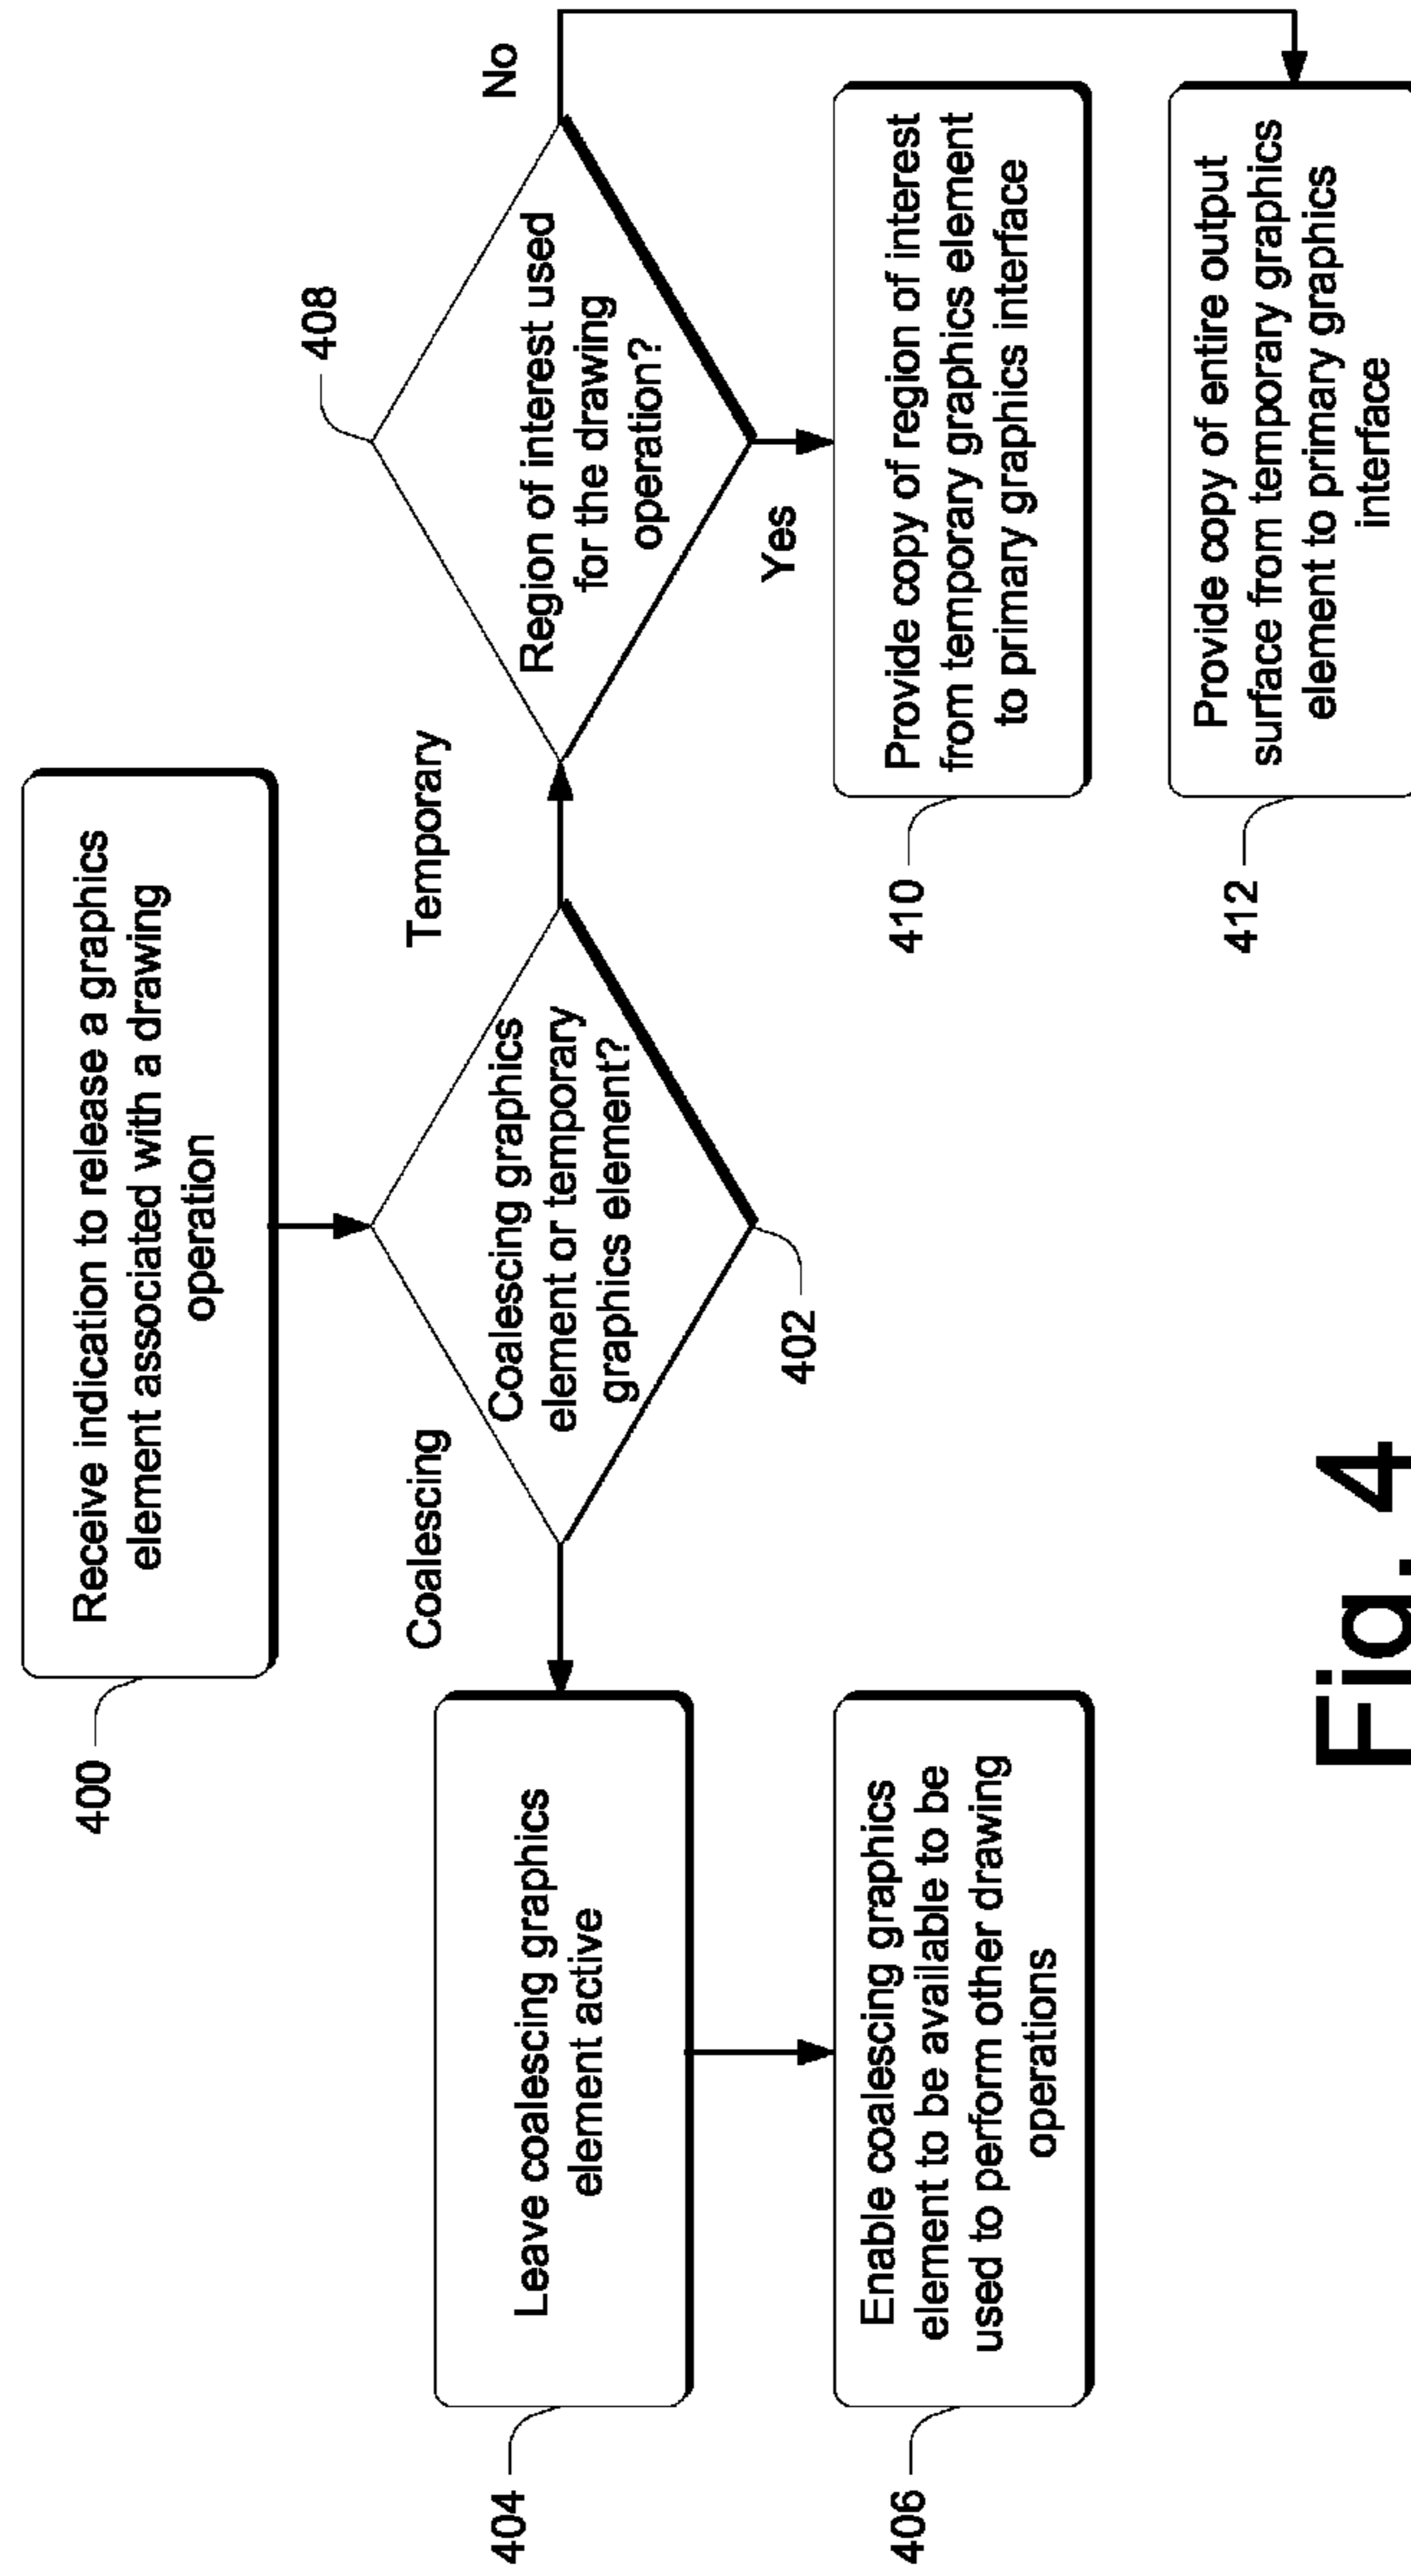 400
Receive indication to release a graphics
element associated with a drawing
operation
Coalescing
Coalescing graphics
element or temporary
graphics element?
402
Temporary
408
Region of interest used
for the drawing
operation?
No
Yes
404
Leave coalescing graphics
element active
406
Enable coalescing graphics
element to be available to be
used to perform other drawing
operations
410
Provide copy of region of interest
from temporary graphics element
to primary graphics interface
412
Provide copy of entire output
surface from temporary graphics
element to primary graphics
interface
Fig. 4